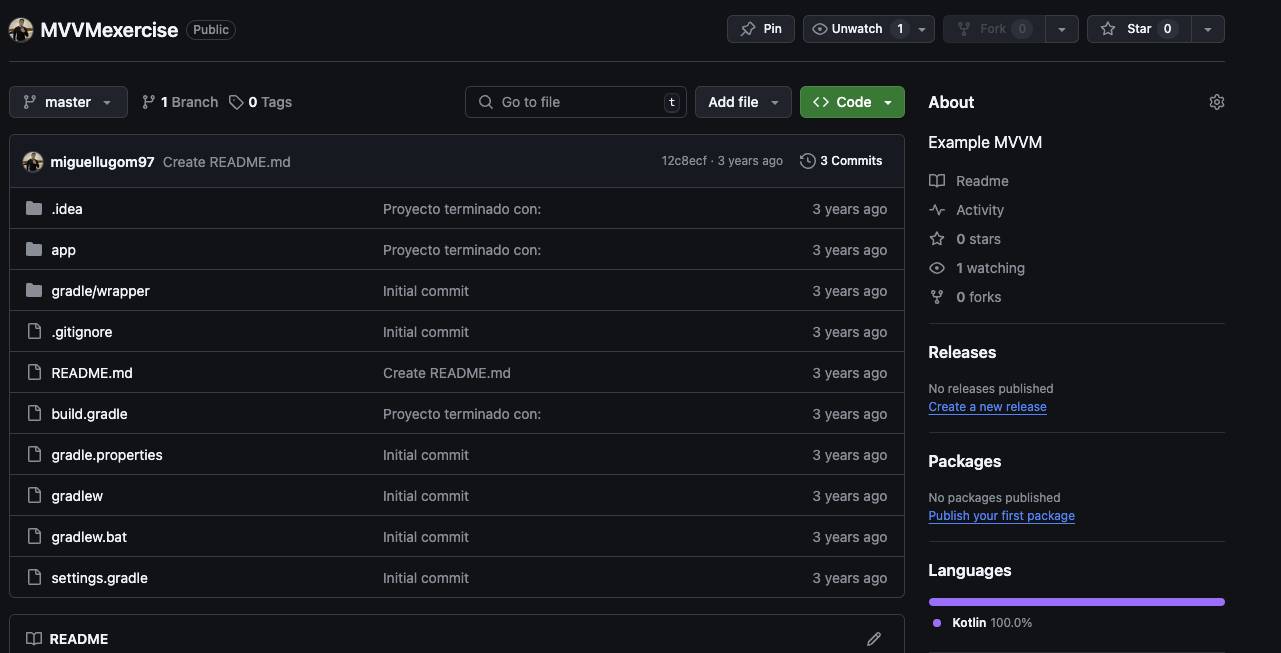 MVVMexercise Public Pin Unwatch 1 Fork 0 Star 0
master 1 Branch 0 Tags Go to file t Add file Code
miguellugom97 Create README.md 12c8ecf · 3 years ago 3 Commits
.idea Proyecto terminado con: 3 years ago
app Proyecto terminado con: 3 years ago
gradle/wrapper Initial commit 3 years ago
.gitignore Initial commit 3 years ago
README.md Create README.md 3 years ago
build.gradle Proyecto terminado con: 3 years ago
gradle.properties Initial commit 3 years ago
gradlew Initial commit 3 years ago
gradlew.bat Initial commit 3 years ago
settings.gradle Initial commit 3 years ago
README
About
Example MVVM
Readme
Activity
0 stars
1 watching
0 forks
Releases
No releases published
Create a new release
Packages
No packages published
Publish your first package
Languages
Kotlin 100.0%